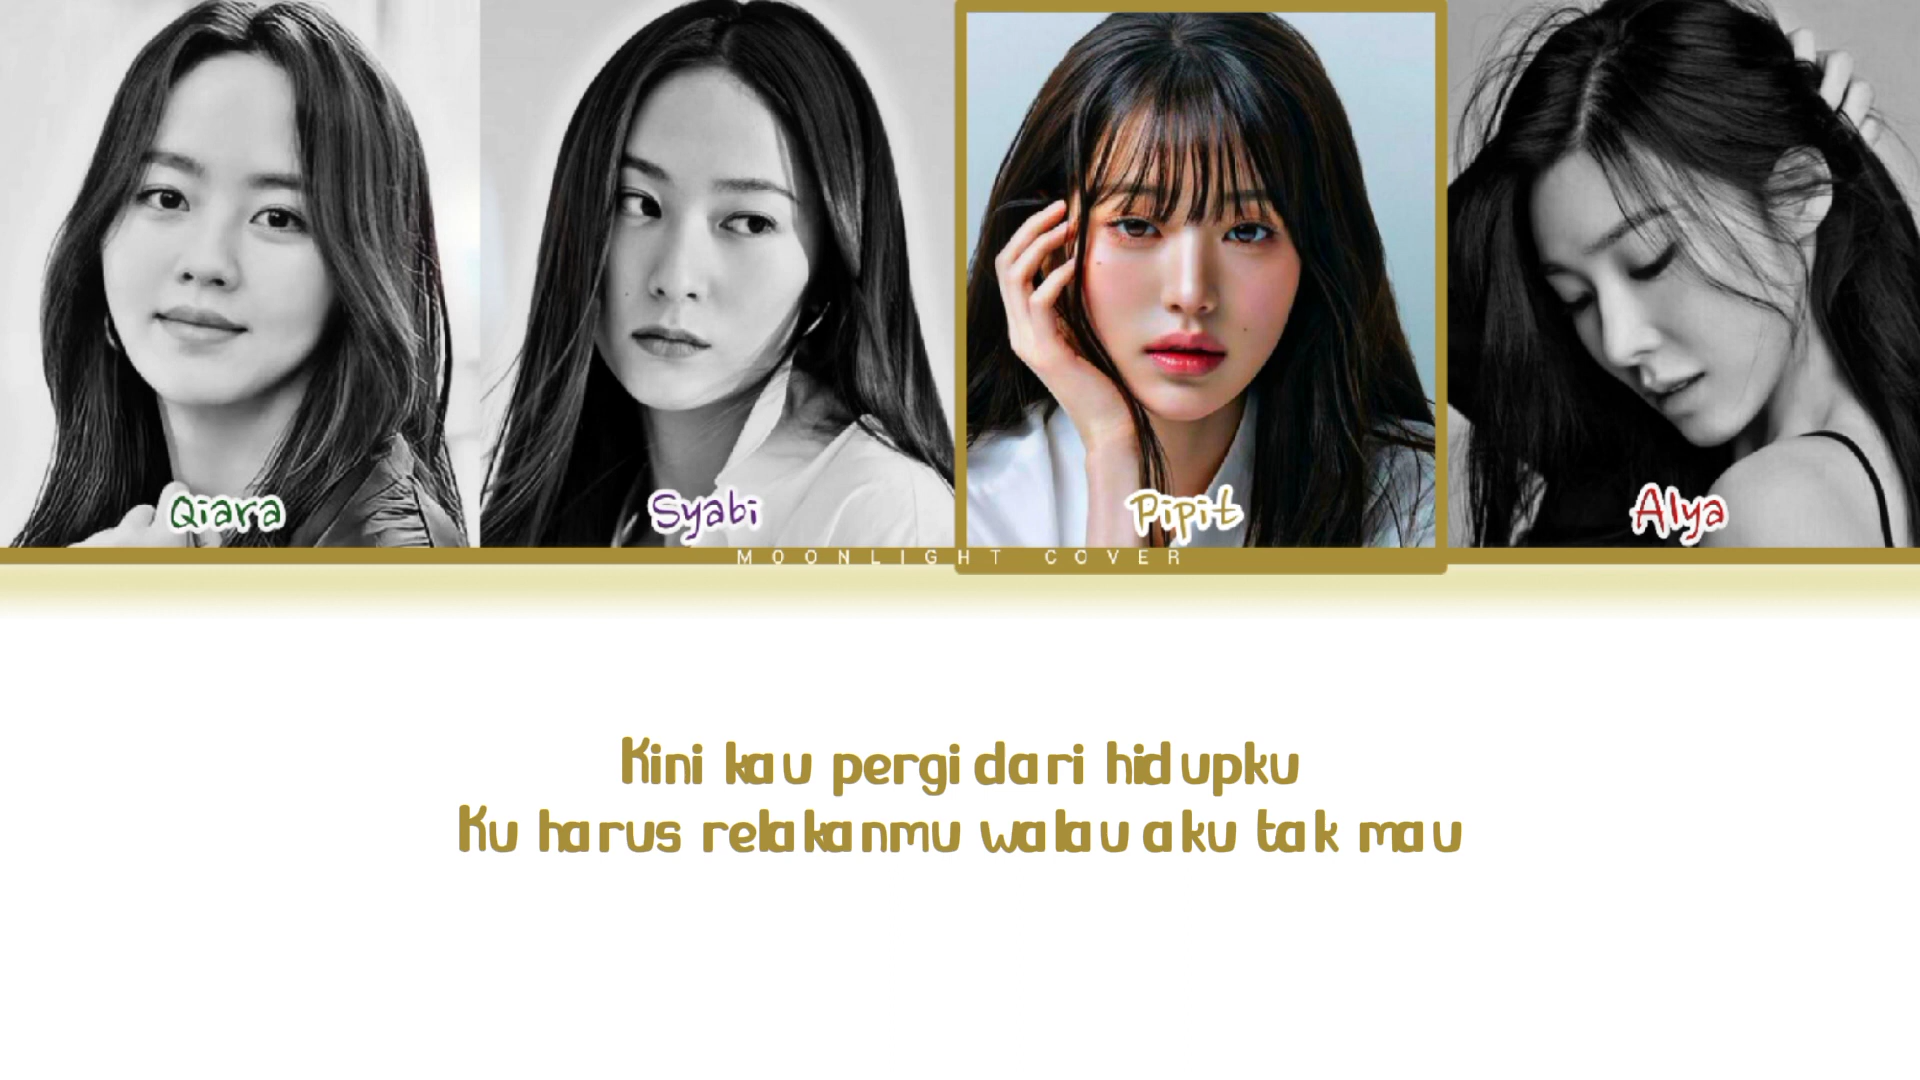 Qiara
Syabi
Pipit
Alya
MOONLIGHT COVER
Kini kau pergi dari hidupku
Ku harus relakanmu walau aku tak mau